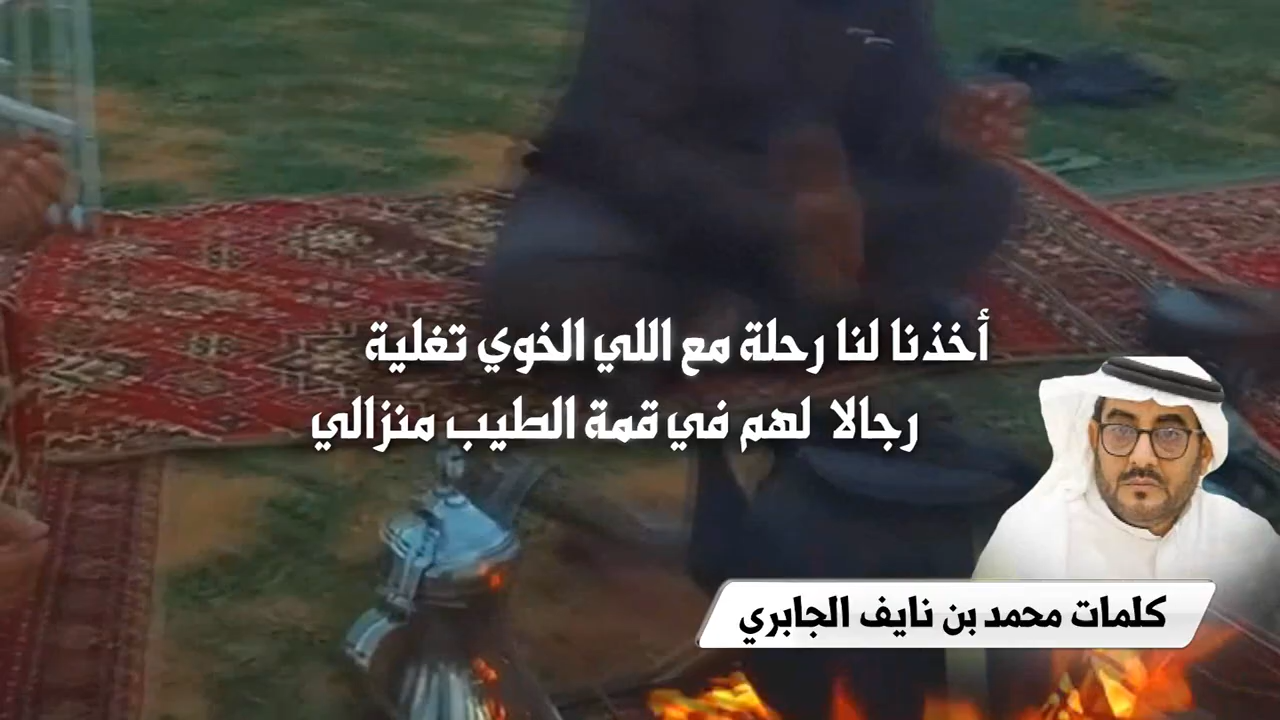 أخذنا لنا رحلة مع اللي الخوي تغلية
رجالا لهم في قمة الطيب منزالي
كلمات محمد بن نايف الجابري